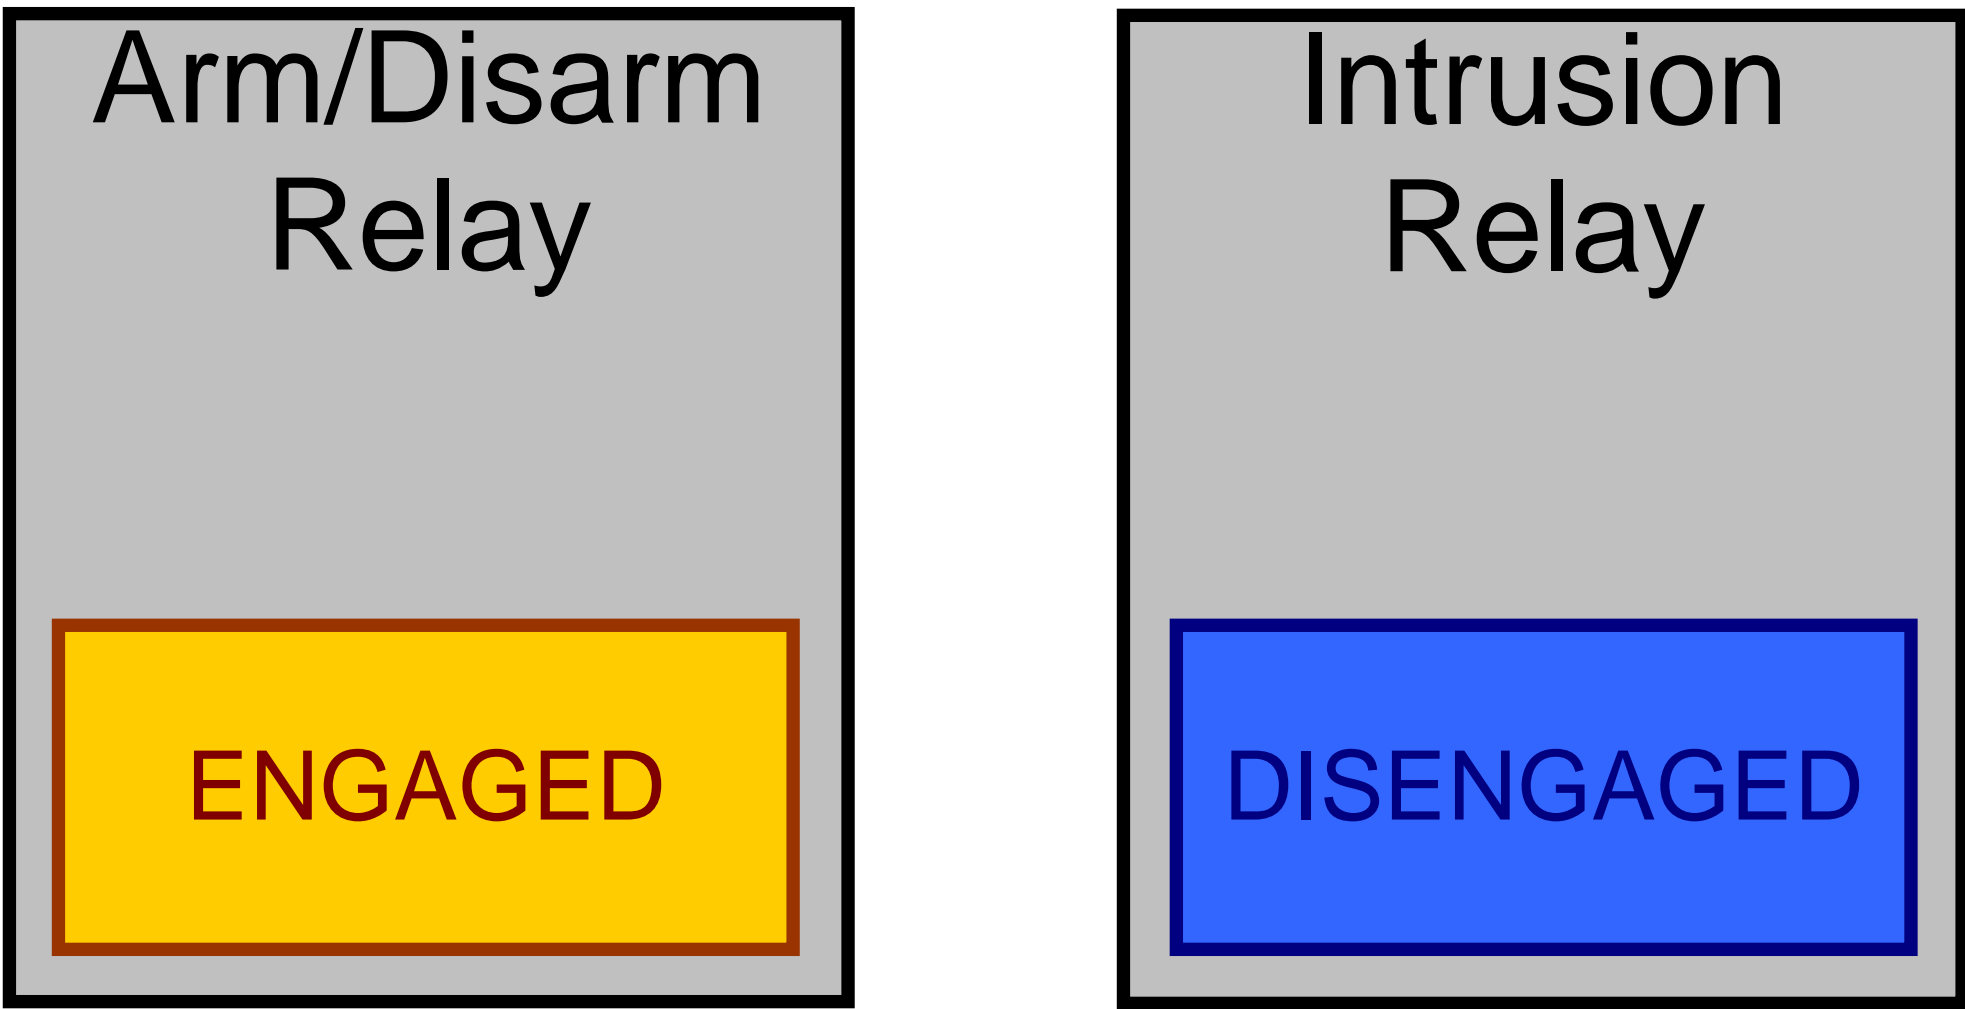 Arm/Disarm
Relay
ENGAGED
Intrusion
Relay
DISENGAGED